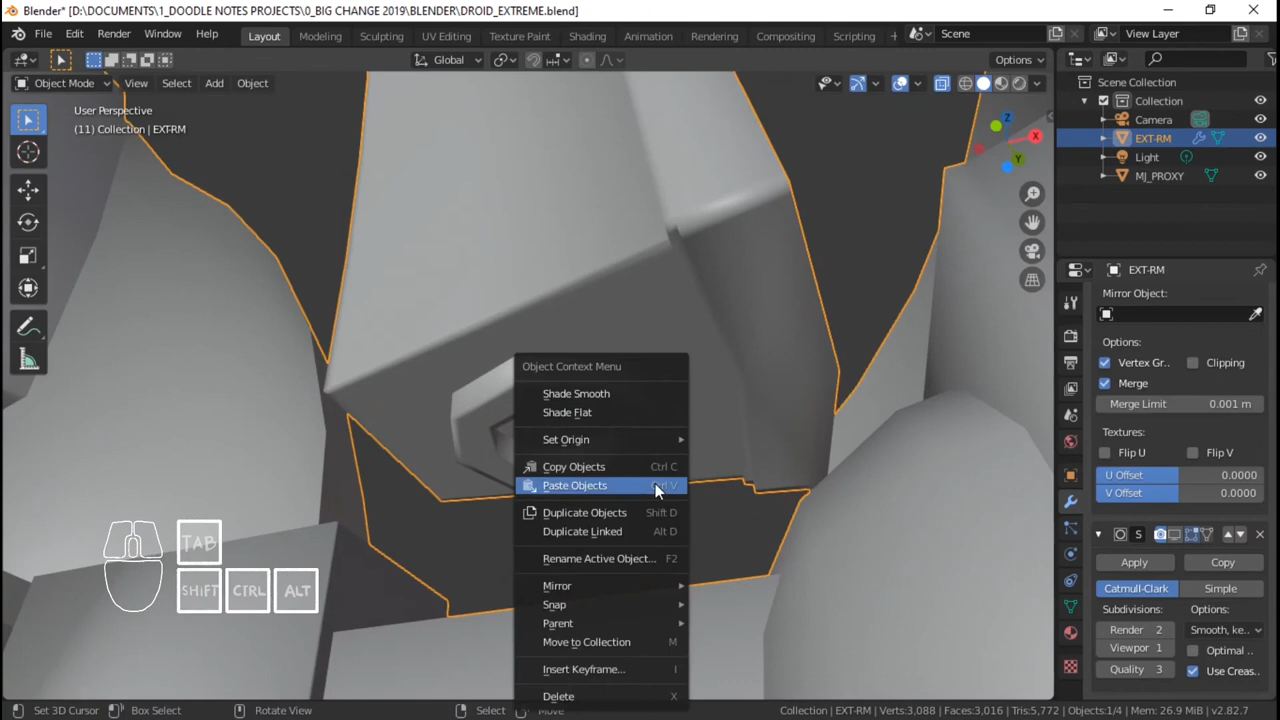 Blender* [D:\DOCUMENTS\1_DOODLE NOTES PROJECTS\0_BIG CHANGE 2019\BLENDER\DROID_EXTREME.blend]
File Edit Render Window Help Layout Modeling Sculpting UV Editing Texture Paint Shading Animation Rendering Compositing Scripting + Scene View Layer
Global Options
Object Mode View Select Add Object
User Perspective
(11) Collection | EXT-RM
Z
X
Y
Scene Collection
Collection
Camera
EXT-RM
Light
MJ_PROXY
EXT-RM
Mirror Object:
Options:
Vertex Gr.. Clipping
Merge
Merge Limit 0.001 m
Textures:
Flip U Flip V
U Offset 0.0000
V Offset 0.0000
S
Apply Copy
Catmull-Clark Simple
Subdivisions: Options:
Render 2 Smooth, ke..
Viewpor 1 Optimal ..
Quality 3 Use Creas..
Object Context Menu
Shade Smooth
Shade Flat
Set Origin
Copy Objects Ctrl C
Paste Objects Ctrl V
Duplicate Objects Shift D
Duplicate Linked Alt D
Rename Active Object... F2
Mirror
Snap
Parent
Move to Collection M
Insert Keyframe... I
Delete X
TAB
SHIFT CTRL ALT
Set 3D Cursor Box Select Rotate View Select Move Collection | EXT-RM | Verts:3,088 | Faces:3,016 | Tris:5,772 | Objects:1/4 | Mem: 26.9 MiB | v2.82.7